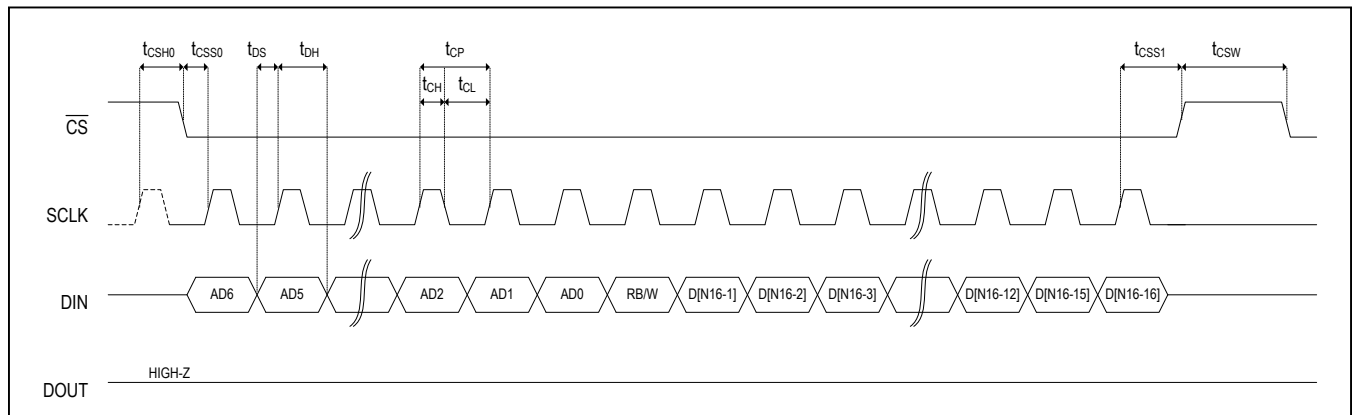 tCSH0 tCSS0 tDS tDH tCP tCSS1 tCSW
tCH tCL
CS
SCLK
DIN AD6 AD5 AD2 AD1 AD0 RB/W D[N16-1] D[N16-2] D[N16-3] D[N16-12] D[N16-15] D[N16-16]
HIGH-Z
DOUT